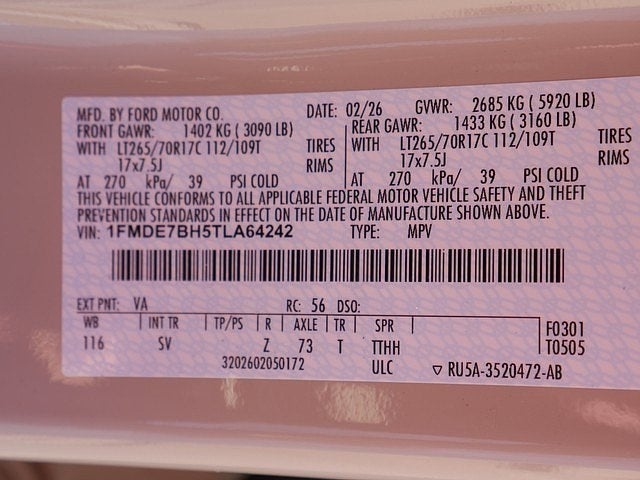 MFD. BY FORD MOTOR CO. DATE: 02/26 GVWR: 2685 KG ( 5920 LB)
FRONT GAWR: 1402 KG ( 3090 LB) REAR GAWR: 1433 KG ( 3160 LB)
WITH LT265/70R17C 112/109T TIRES WITH LT265/70R17C 112/109T TIRES
17x7.5J RIMS 17x7.5J RIMS
AT 270 kPa/ 39 PSI COLD AT 270 kPa/ 39 PSI COLD
THIS VEHICLE CONFORMS TO ALL APPLICABLE FEDERAL MOTOR VEHICLE SAFETY AND THEFT
PREVENTION STANDARDS IN EFFECT ON THE DATE OF MANUFACTURE SHOWN ABOVE.
VIN: 1FMDE7BH5TLA64242 TYPE: MPV
EXT PNT: VA RC: 56 DSO:
WB INT TR TP/PS R AXLE TR SPR F0301
116 SV Z 73 T TTHH T0505
3202602050172 ULC ▽ RU5A-3520472-AB